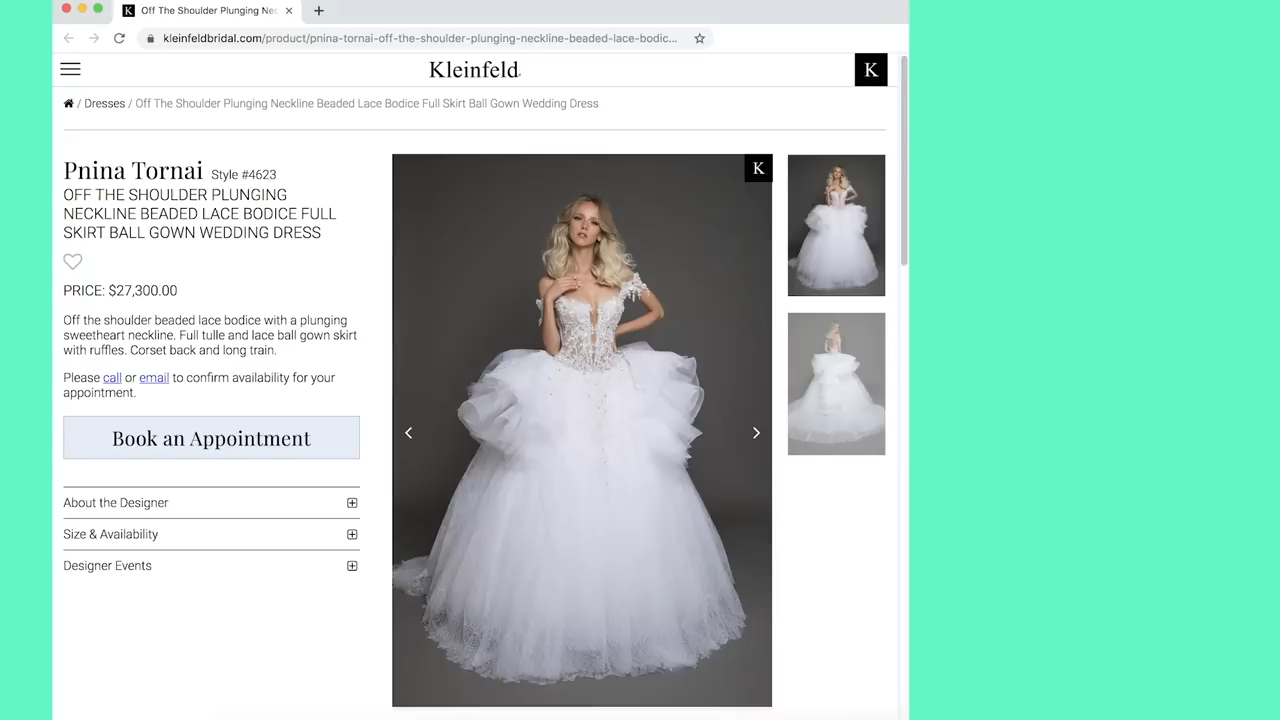 K Off The Shoulder Plunging Nec
kleinfeldbridal.com/product/pnina-tornai-off-the-shoulder-plunging-neckline-beaded-lace-bodic...
Kleinfeld
K
/ Dresses / Off The Shoulder Plunging Neckline Beaded Lace Bodice Full Skirt Ball Gown Wedding Dress
Pnina Tornai Style #4623
OFF THE SHOULDER PLUNGING
NECKLINE BEADED LACE BODICE FULL
SKIRT BALL GOWN WEDDING DRESS
PRICE: $27,300.00
Off the shoulder beaded lace bodice with a plunging
sweetheart neckline. Full tulle and lace ball gown skirt
with ruffles. Corset back and long train.
Please call or email to confirm availability for your
appointment.
Book an Appointment
About the Designer
Size & Availability
Designer Events
K